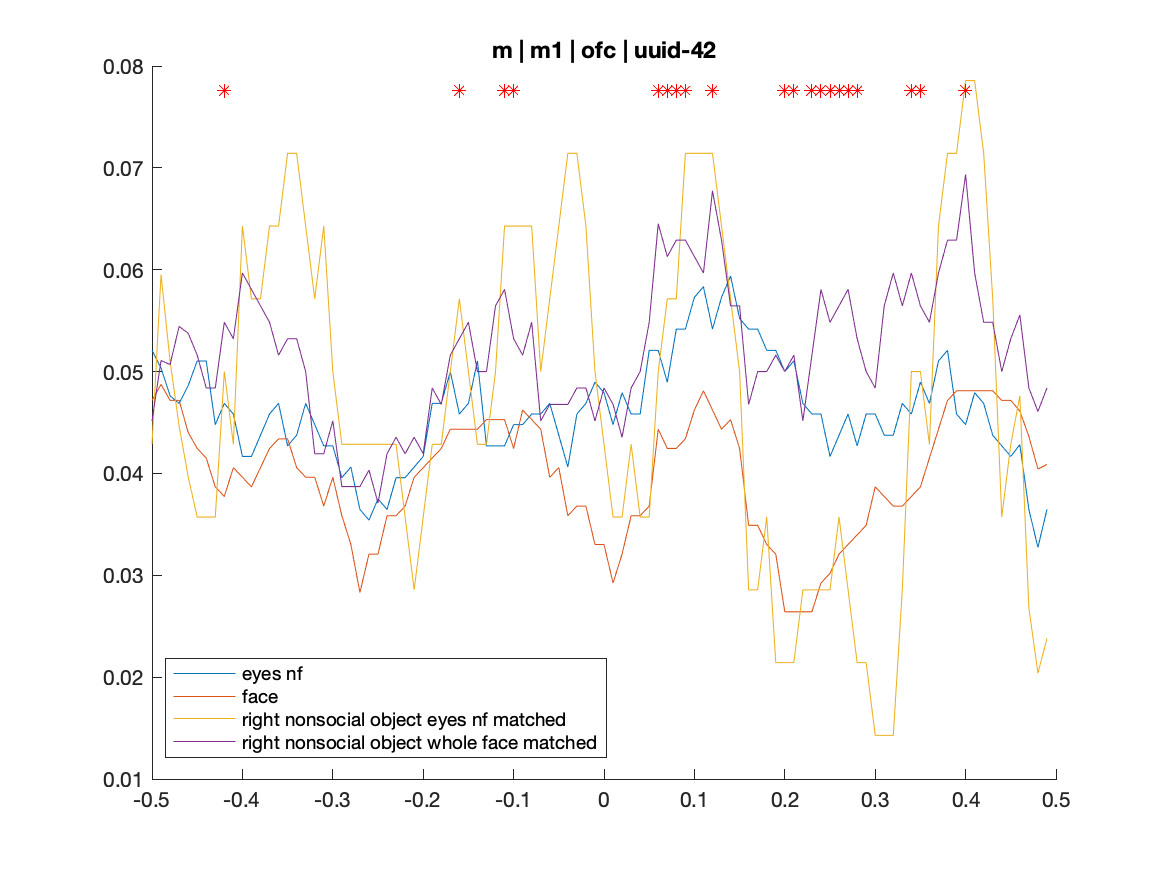 m | m1 | ofc | uuid-42
0.08
0.07
0.06
0.05
0.04
0.03
0.02
0.01
eyes nf
face
right nonsocial object eyes nf matched
right nonsocial object whole face matched
-0.5 -0.4 -0.3 -0.2 -0.1 0 0.1 0.2 0.3 0.4 0.5